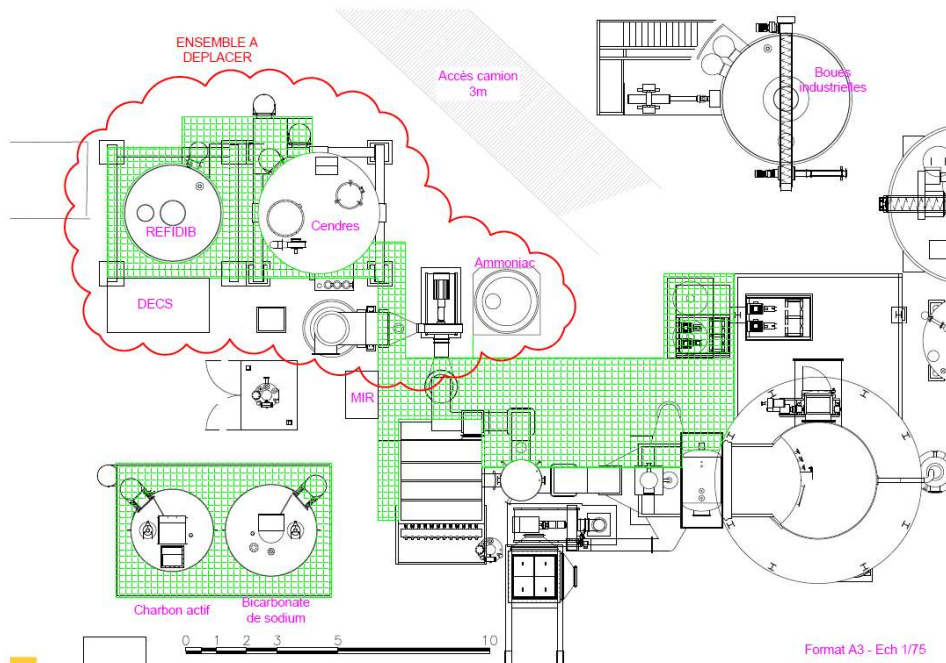 ENSEMBLE A
DEPLACER
Accès camion
3m
Boues
industrielles
REFIDIB
Cendres
Ammoniac
DECS
MIR
Charbon actif
Bicarbonate
de sodium
0 1 2 3 5 10
Format A3 - Ech 1/75